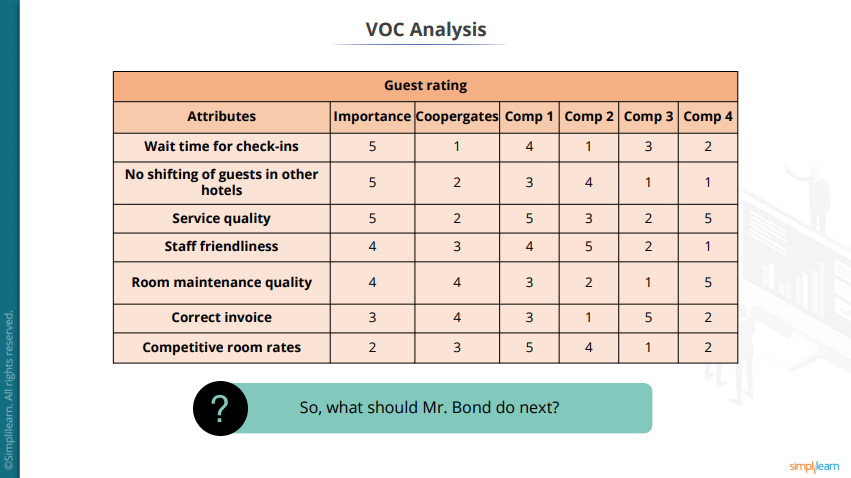 VOC Analysis
Guest rating
Attributes Importance Coopergates Comp 1 Comp 2 Comp 3 Comp 4
Wait time for check-ins 5 1 4 1 3 2
No shifting of guests in other
hotels 5 2 3 4 1 1
Service quality 5 2 5 3 2 5
Staff friendliness 4 3 4 5 2 1
Room maintenance quality 4 4 3 2 1 5
Correct invoice 3 4 3 1 5 2
Competitive room rates 2 3 5 4 1 2
?
So, what should Mr. Bond do next?
©Simplilearn. All rights reserved.
simplilearn